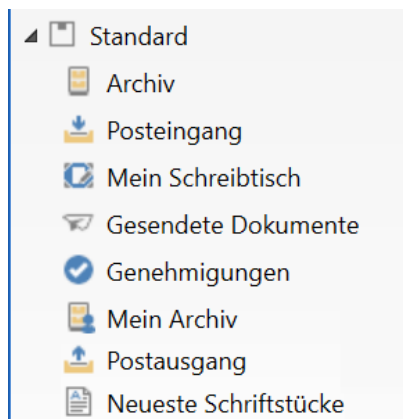 Standard
Archiv
Posteingang
Mein Schreibtisch
Gesendete Dokumente
Genehmigungen
Mein Archiv
Postausgang
Neueste Schriftstücke